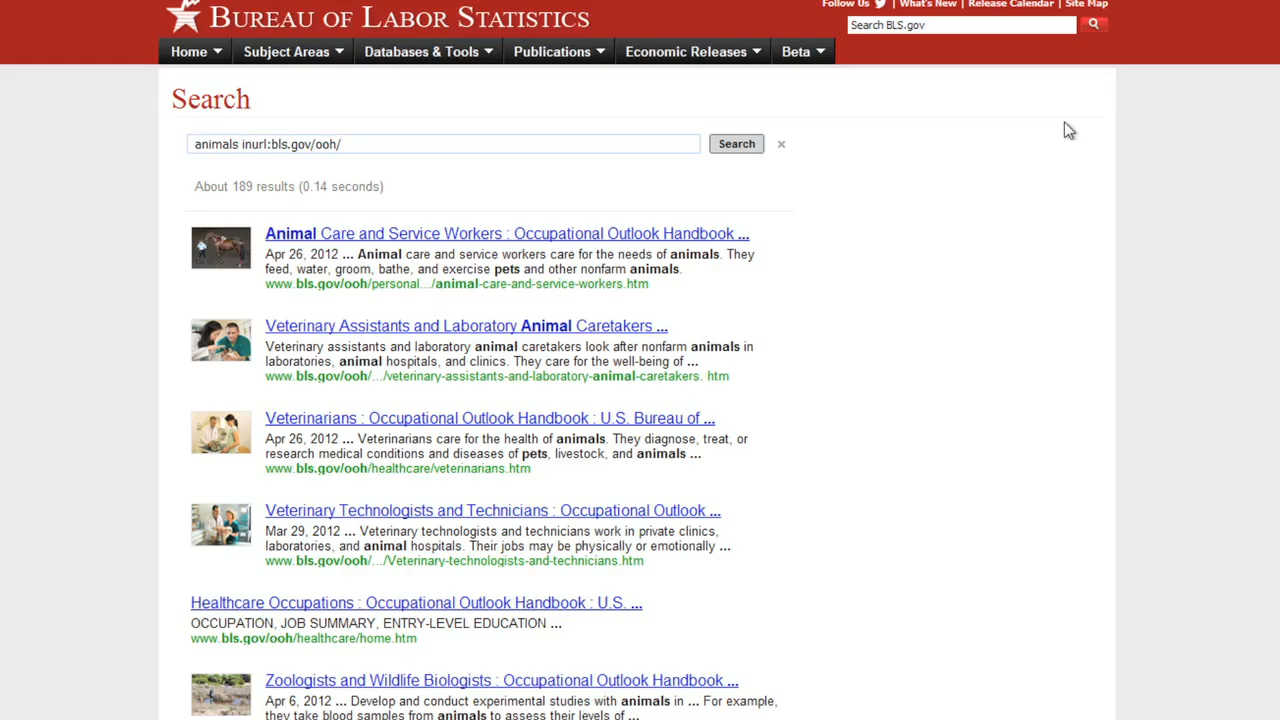 Follow Us | What's New | Release Calendar | Site Map
BUREAU OF LABOR STATISTICS
Search BLS.gov
Home Subject Areas Databases & Tools Publications Economic Releases Beta
Search
animals inurl:bls.gov/ooh/
Search ×
About 189 results (0.14 seconds)
Animal Care and Service Workers : Occupational Outlook Handbook ...
Apr 26, 2012 ... Animal care and service workers care for the needs of animals. They
feed, water, groom, bathe, and exercise pets and other nonfarm animals.
www.bls.gov/ooh/personal.../animal-care-and-service-workers.htm
Veterinary Assistants and Laboratory Animal Caretakers ...
Veterinary assistants and laboratory animal caretakers look after nonfarm animals in
laboratories, animal hospitals, and clinics. They care for the well-being of ...
www.bls.gov/ooh/.../veterinary-assistants-and-laboratory-animal-caretakers. htm
Veterinarians : Occupational Outlook Handbook : U.S. Bureau of ...
Apr 26, 2012 ... Veterinarians care for the health of animals. They diagnose, treat, or
research medical conditions and diseases of pets, livestock, and animals ...
www.bls.gov/ooh/healthcare/veterinarians.htm
Veterinary Technologists and Technicians : Occupational Outlook ...
Mar 29, 2012 ... Veterinary technologists and technicians work in private clinics,
laboratories, and animal hospitals. Their jobs may be physically or emotionally ...
www.bls.gov/ooh/.../Veterinary-technologists-and-technicians.htm
Healthcare Occupations : Occupational Outlook Handbook : U.S. ...
OCCUPATION, JOB SUMMARY, ENTRY-LEVEL EDUCATION ...
www.bls.gov/ooh/healthcare/home.htm
Zoologists and Wildlife Biologists : Occupational Outlook Handbook ...
Apr 6, 2012 ... Develop and conduct experimental studies with animals in ... For example,
they take blood samples from animals to assess their levels of ...